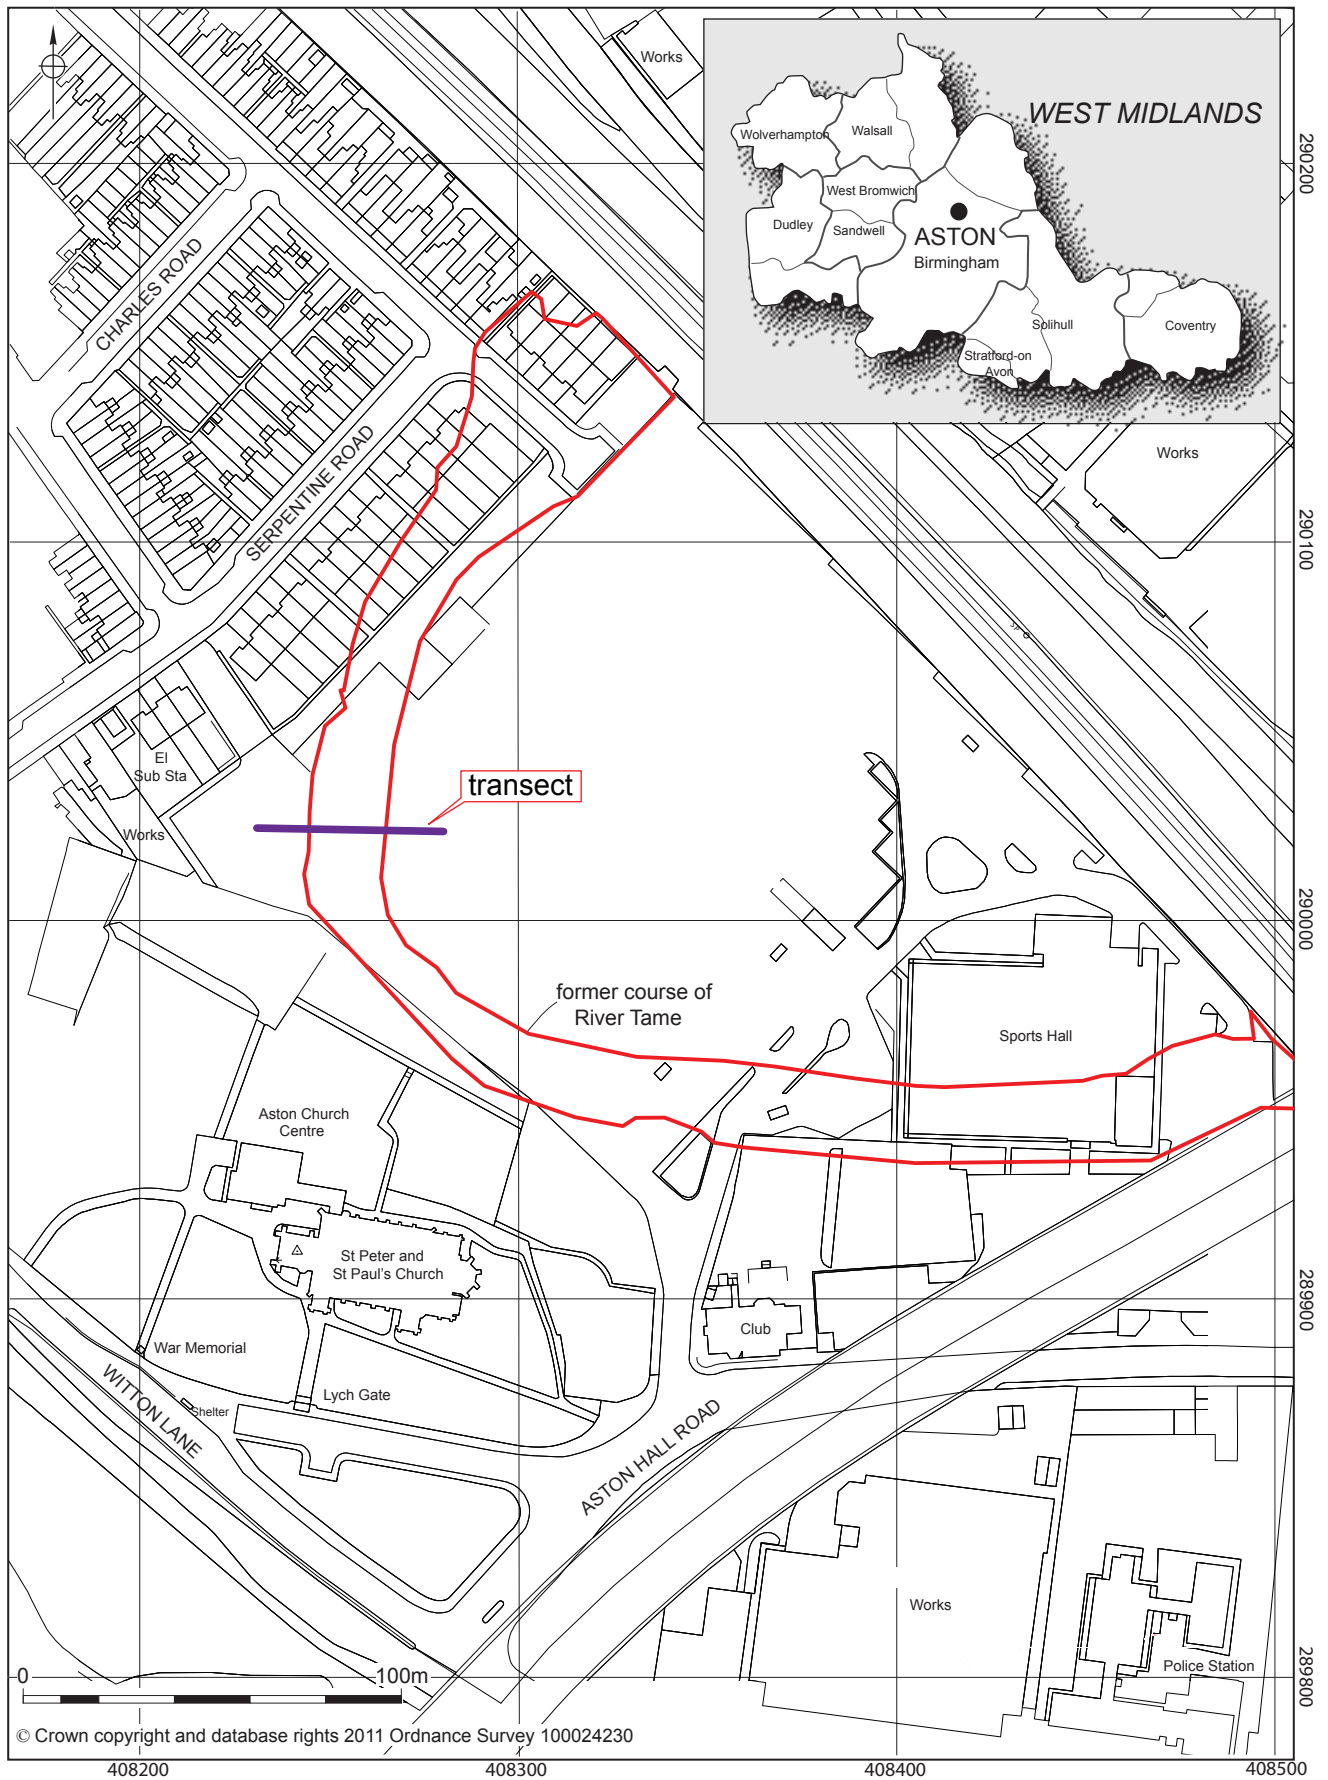 Works
WEST MIDLANDS
Wolverhampton
Walsall
West Bromwich
Dudley
Sandwell
ASTON
Birmingham
Solihull
Coventry
Stratford-on
Avon
290200
CHARLES ROAD
SERPENTINE ROAD
Works
290100
SP
El
Sub Sta
transect
Works
290000
former course of
River Tame
Sports Hall
Aston Church
Centre
St Peter and
St Paul's Church
289900
Club
War Memorial
Lych Gate
Shelter
WITTON LANE
ASTON HALL ROAD
Works
Police Station
289800
0
100m
© Crown copyright and database rights 2011 Ordnance Survey 100024230
408200
408300
408400
408500